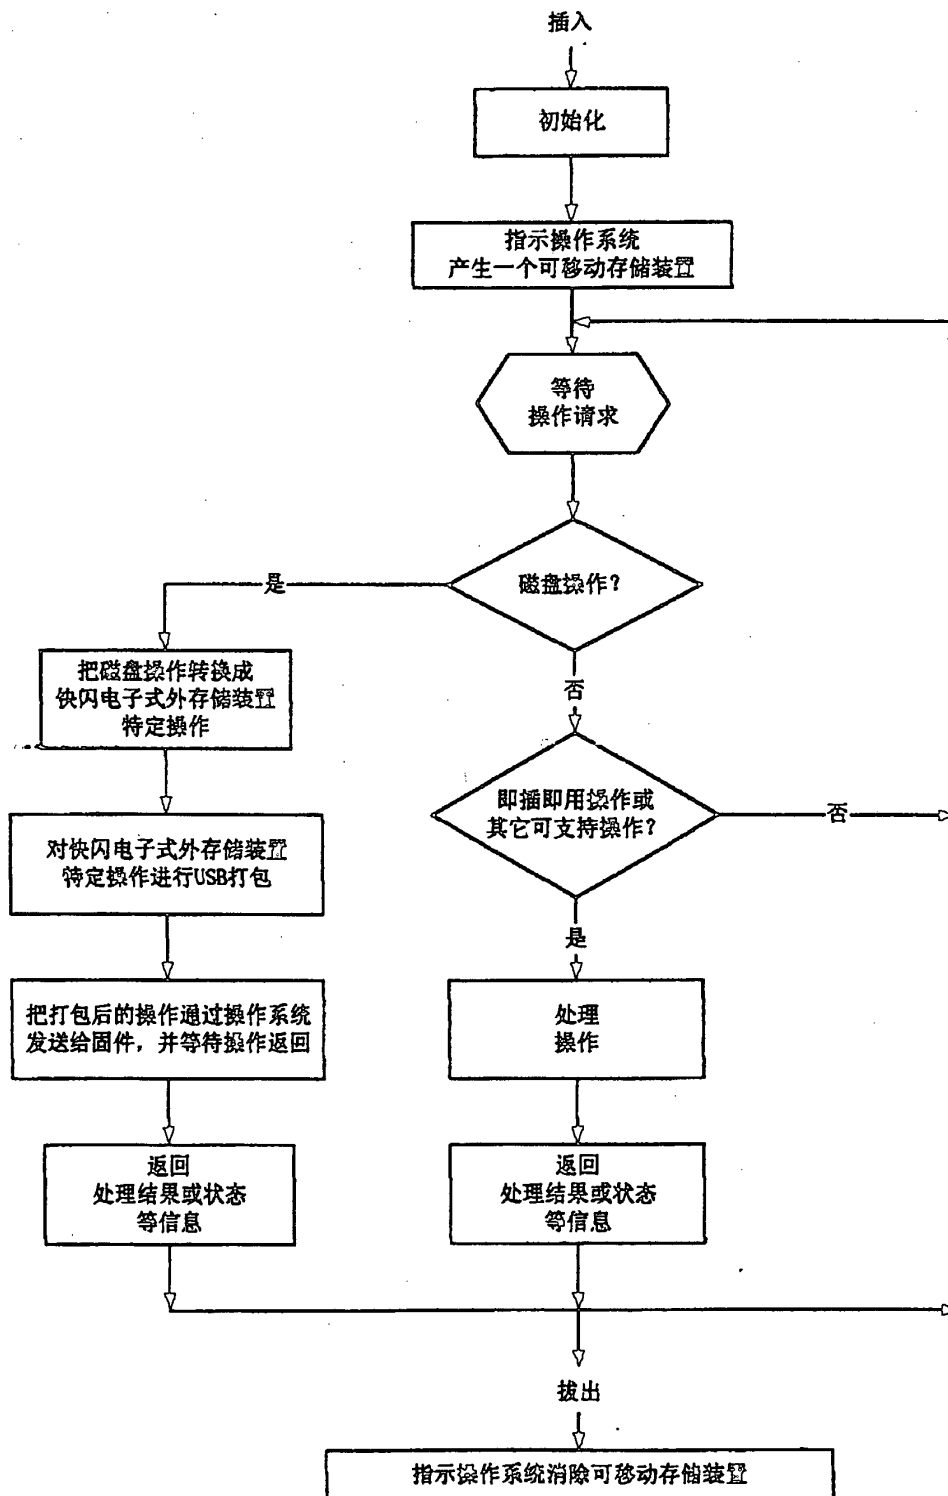 插入
初始化
指示操作系统
产生一个可移动存储装置
等待
操作请求
磁盘操作?
是
否
把磁盘操作转换成
快闪电子式外存储装置
特定操作
即插即用操作或
其它可支持操作?
否
对快闪电子式外存储装置
特定操作进行USB打包
是
把打包后的操作通过操作系统
发送给固件,并等待操作返回
处理
操作
返回
处理结果或状态
等信息
返回
处理结果或状态
等信息
拔出
指示操作系统消除可移动存储装置